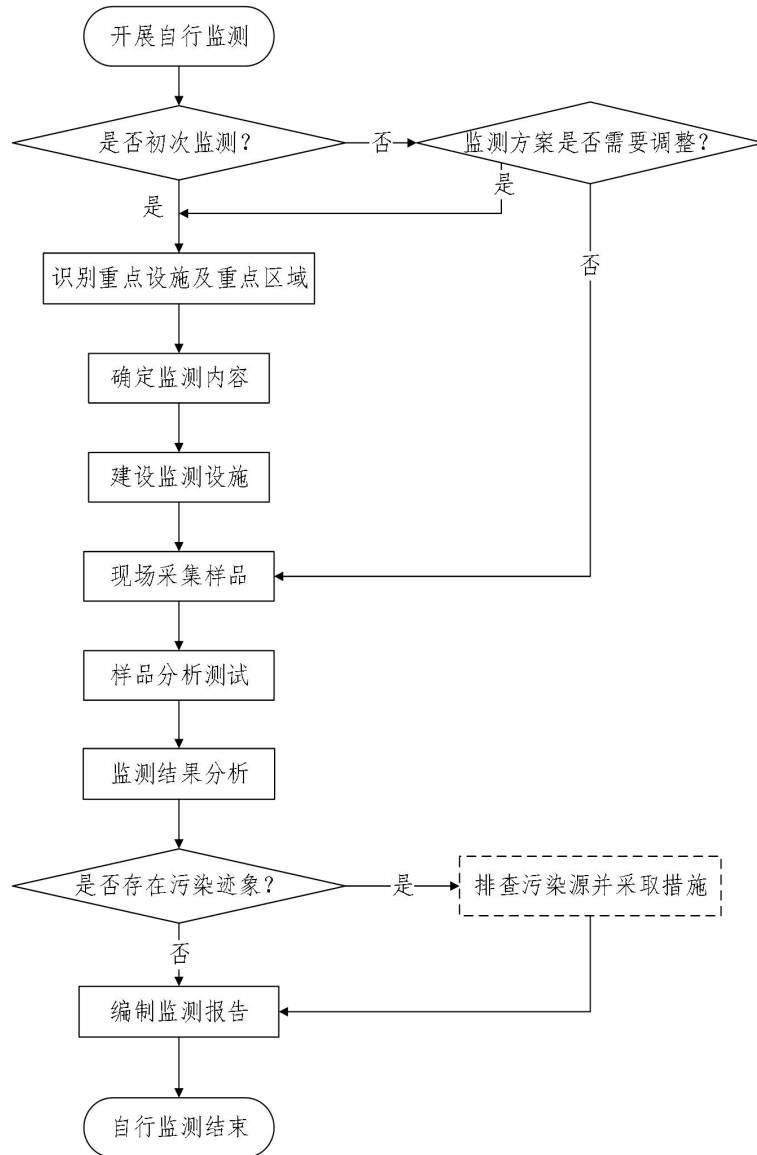 开展自行监测
是否初次监测？
否
监测方案是否需要调整？
是
是
否
识别重点设施及重点区域
确定监测内容
建设监测设施
现场采集样品
样品分析测试
监测结果分析
是否存在污染迹象？
是
排查污染源并采取措施
否
编制监测报告
自行监测结束